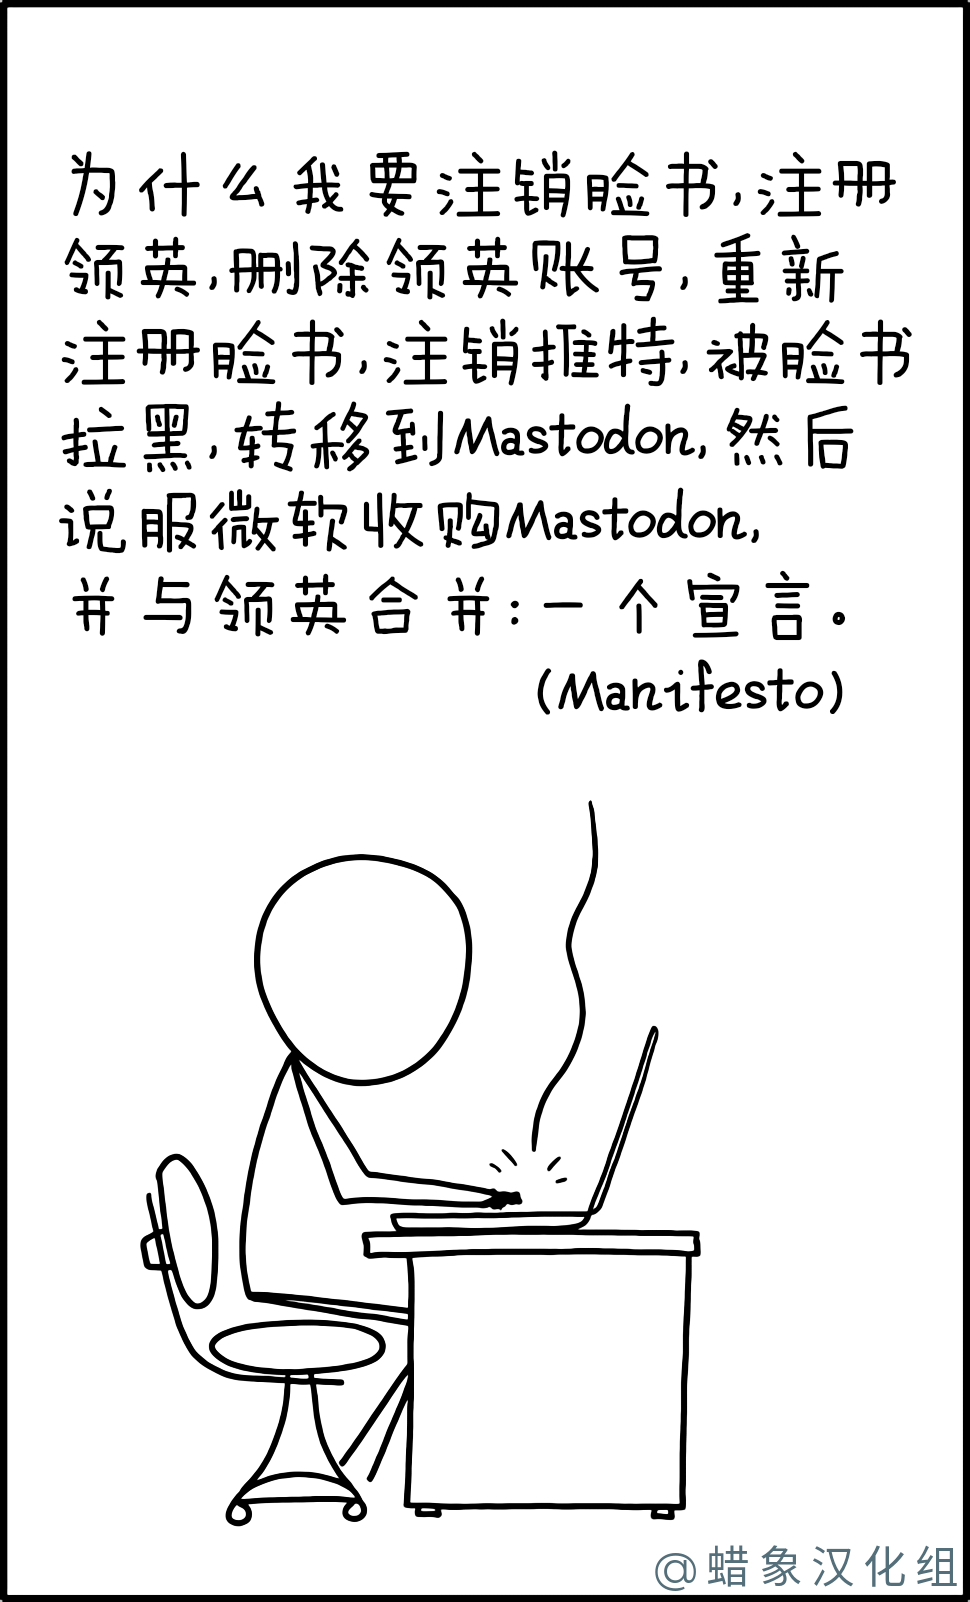 为什么我要注销脸书,注册
领英,删除领英账号,重新
注册脸书,注销推特,被脸书
拉黑,转移到Mastodon,然后
说服微软收购Mastodon,
并与领英合并:一个宣言。
(Manifesto)
@蜡象汉化组